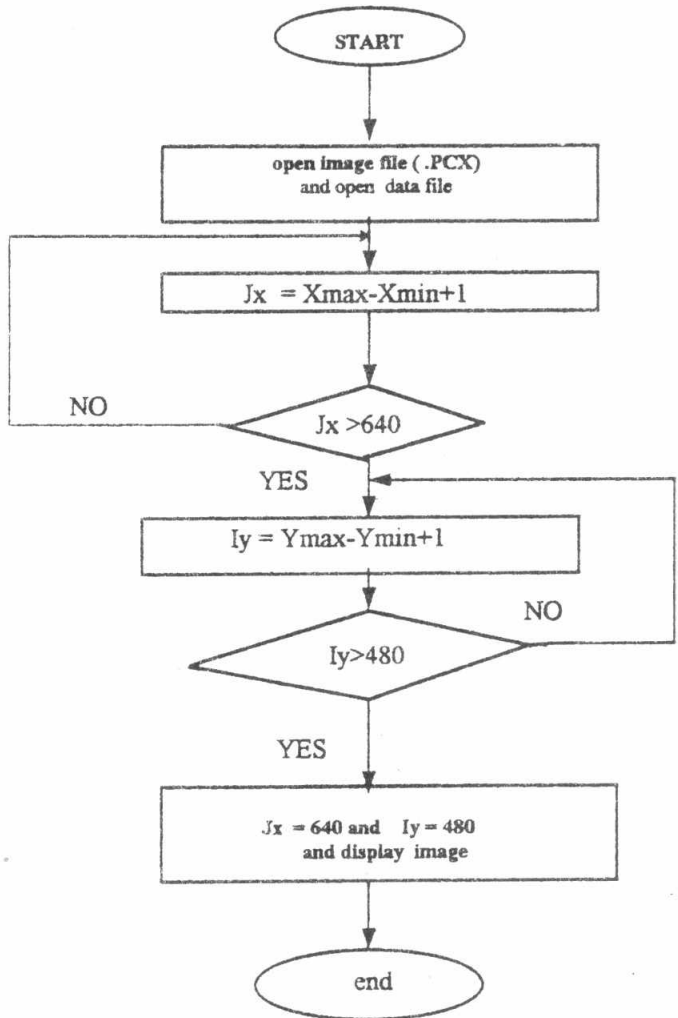 START
open image file ( .PCX)
and open data file
Jx = Xmax-Xmin+1
NO
Jx >640
YES
Iy = Ymax-Ymin+1
NO
Iy>480
YES
Jx = 640 and Iy = 480
and display image
end